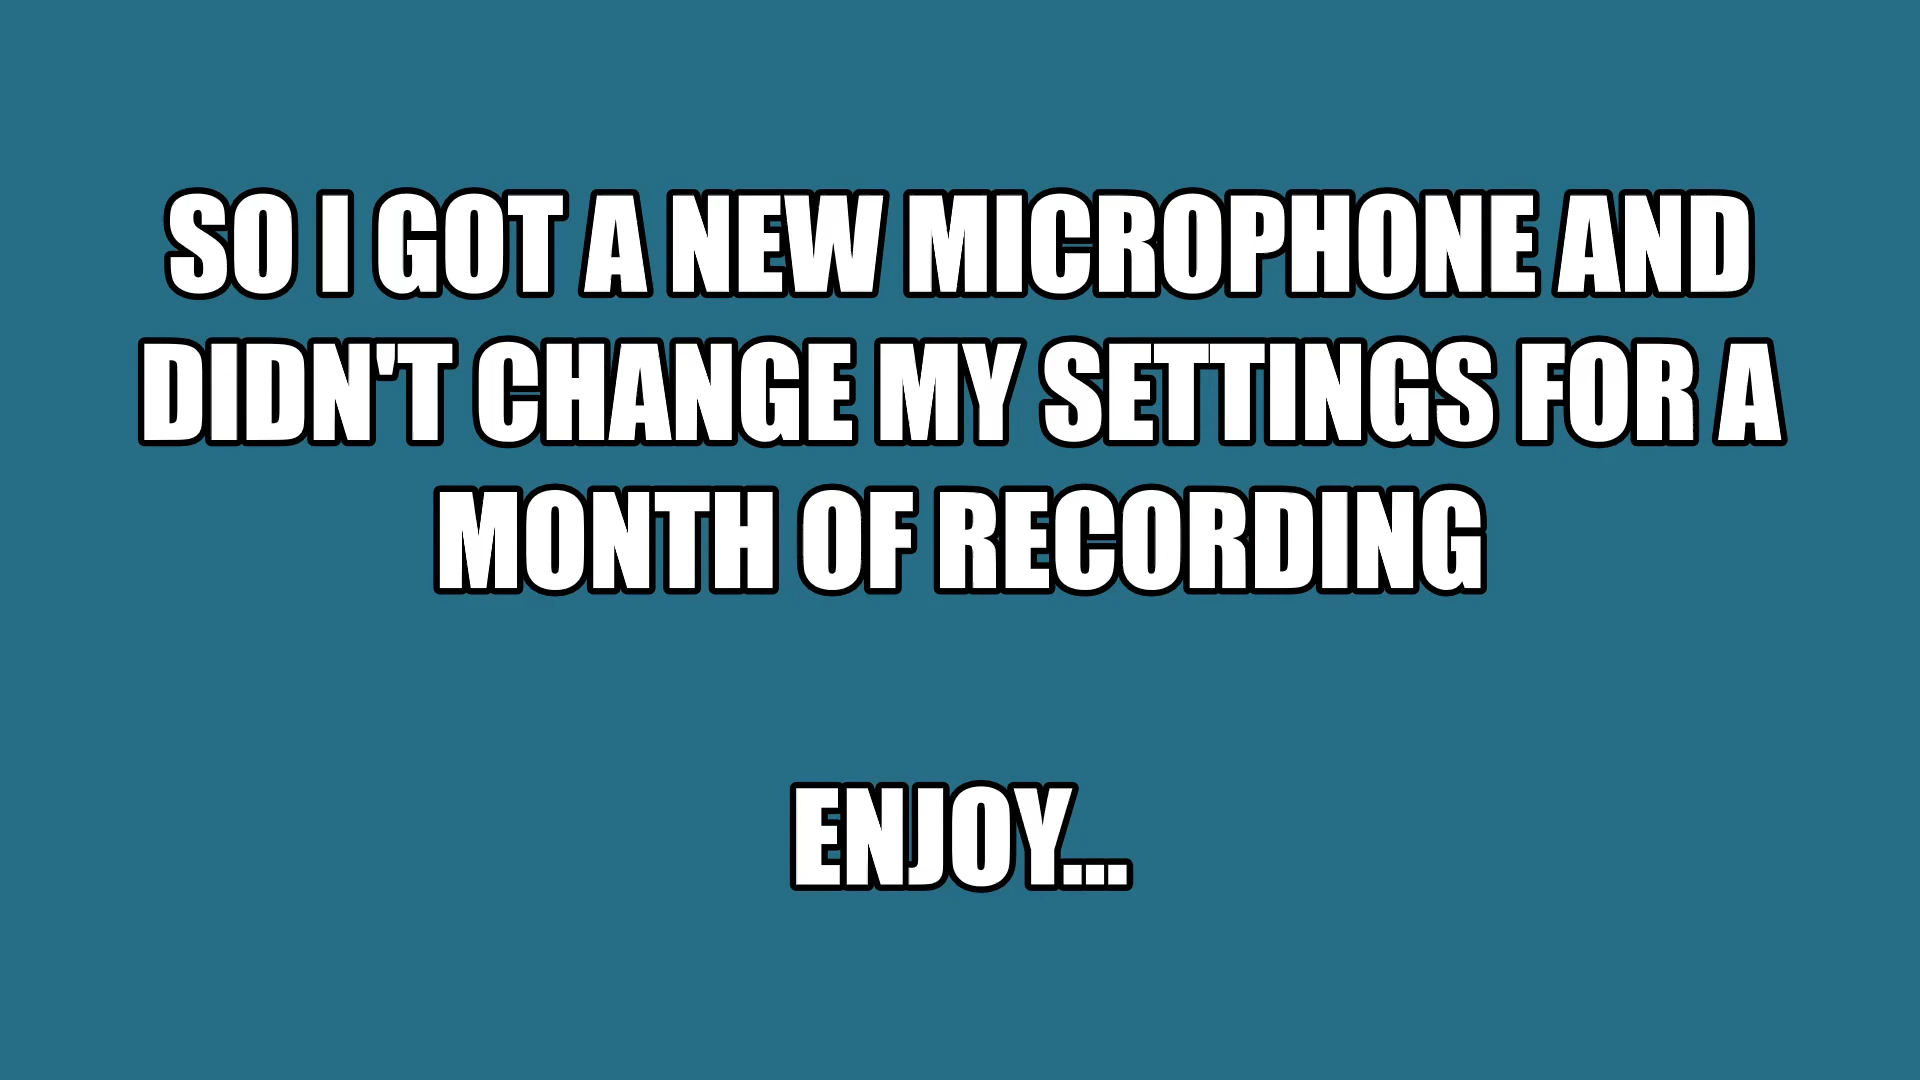 SO I GOT A NEW MICROPHONE AND
DIDN'T CHANGE MY SETTINGS FOR A
MONTH OF RECORDING
ENJOY...